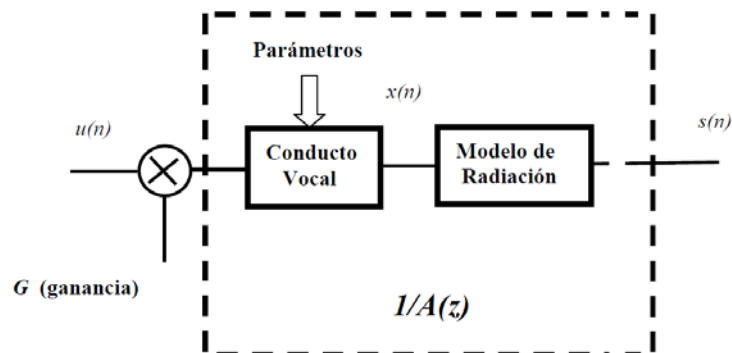 Parámetros
x(n)
u(n)
s(n)
Conducto
Vocal
Modelo de
Radiación
G (ganancia)
1/A(z)